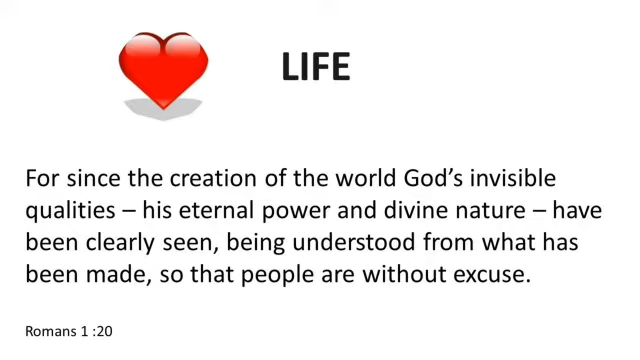 LIFE
For since the creation of the world God’s invisible
qualities – his eternal power and divine nature – have
been clearly seen, being understood from what has
been made, so that people are without excuse.
Romans 1 :20